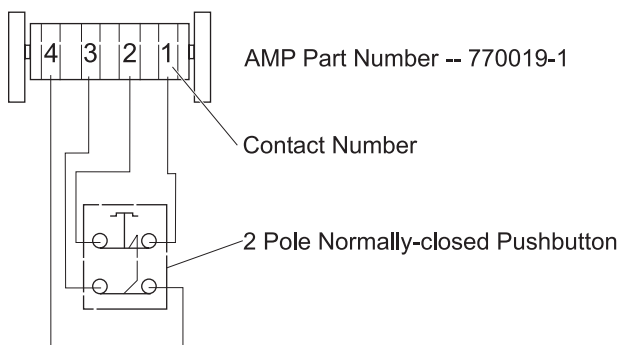 4 3 2 1
AMP Part Number -- 770019-1
Contact Number
2 Pole Normally-closed Pushbutton